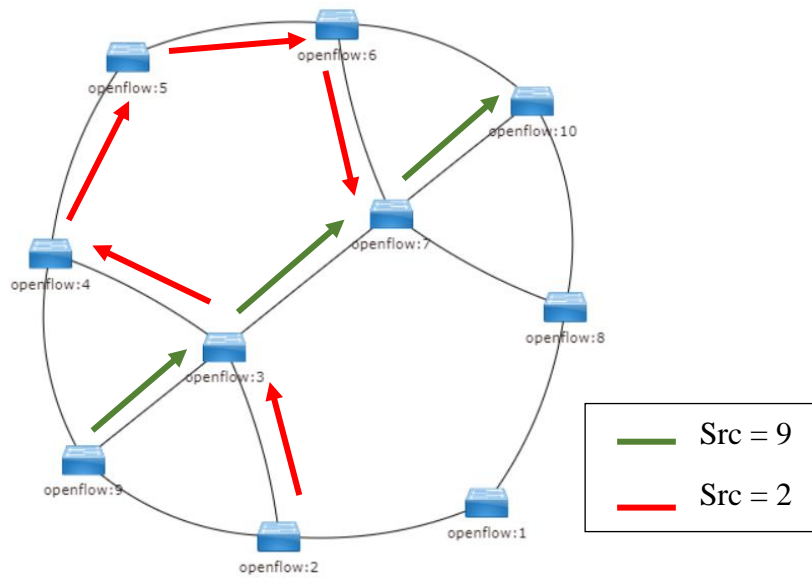 openflow:6
openflow:5
openflow:10
openflow:7
openflow:4
openflow:8
openflow:3
Src = 9
openflow:9
Src = 2
openflow:1
openflow:2